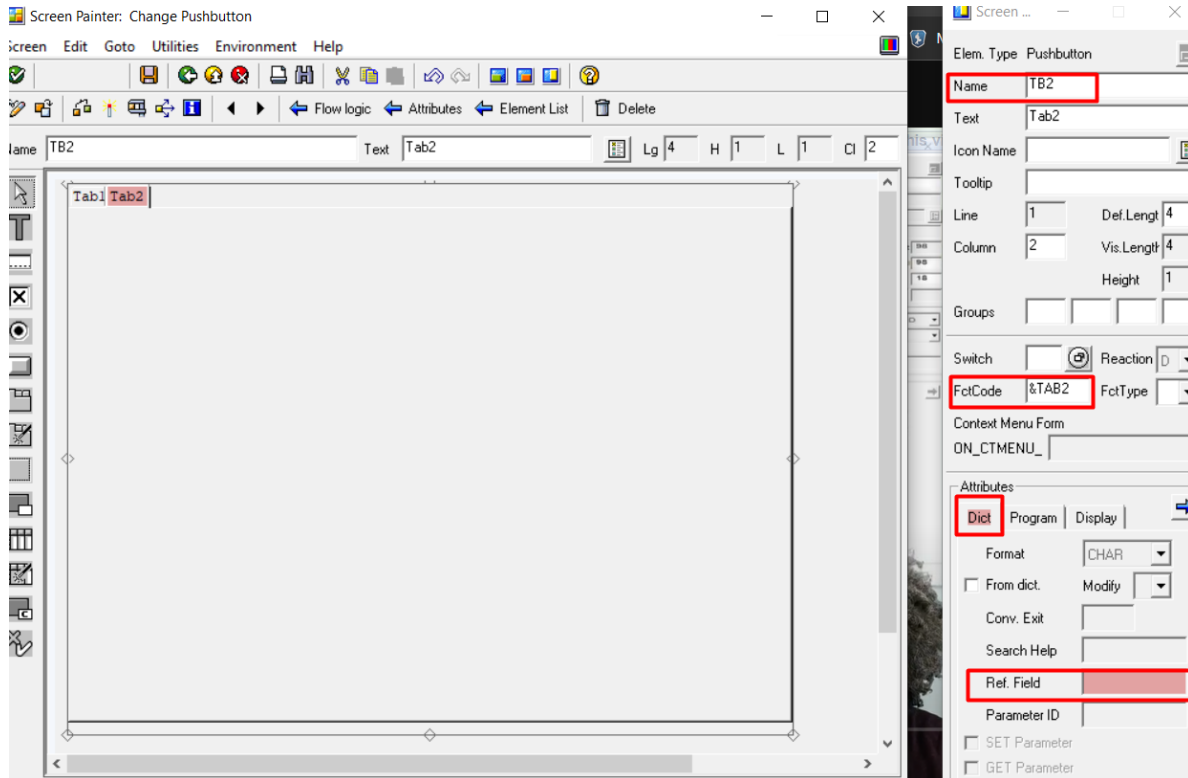 Screen Painter: Change Pushbutton
Screen Edit Goto Utilities Environment Help
Flow logic Attributes Element List Delete
Name TB2 Text Tab2 Lg 4 H 1 L 1 Cl 2
Tab1 Tab2
Screen ...
Elem. Type Pushbutton
Name TB2
Text Tab2
Icon Name
Tooltip
Line 1 Def.Lengt 4
Column 2 Vis.Length 4
Height 1
Groups
Switch Reaction D
FctCode &TAB2 FctType
Context Menu Form
ON_CTMENU_
Attributes
Dict Program Display
Format CHAR
From dict. Modify
Conv. Exit
Search Help
Ref. Field
Parameter ID
SET Parameter
GET Parameter